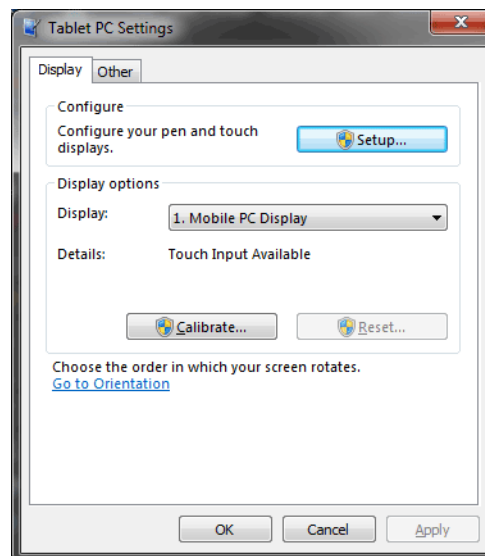 Tablet PC Settings
Display
Other
Configure
Configure your pen and touch
displays.
Setup...
Display options
Display:
1. Mobile PC Display
Details:
Touch Input Available
Calibrate...
Reset...
Choose the order in which your screen rotates.
Go to Orientation
OK
Cancel
Apply